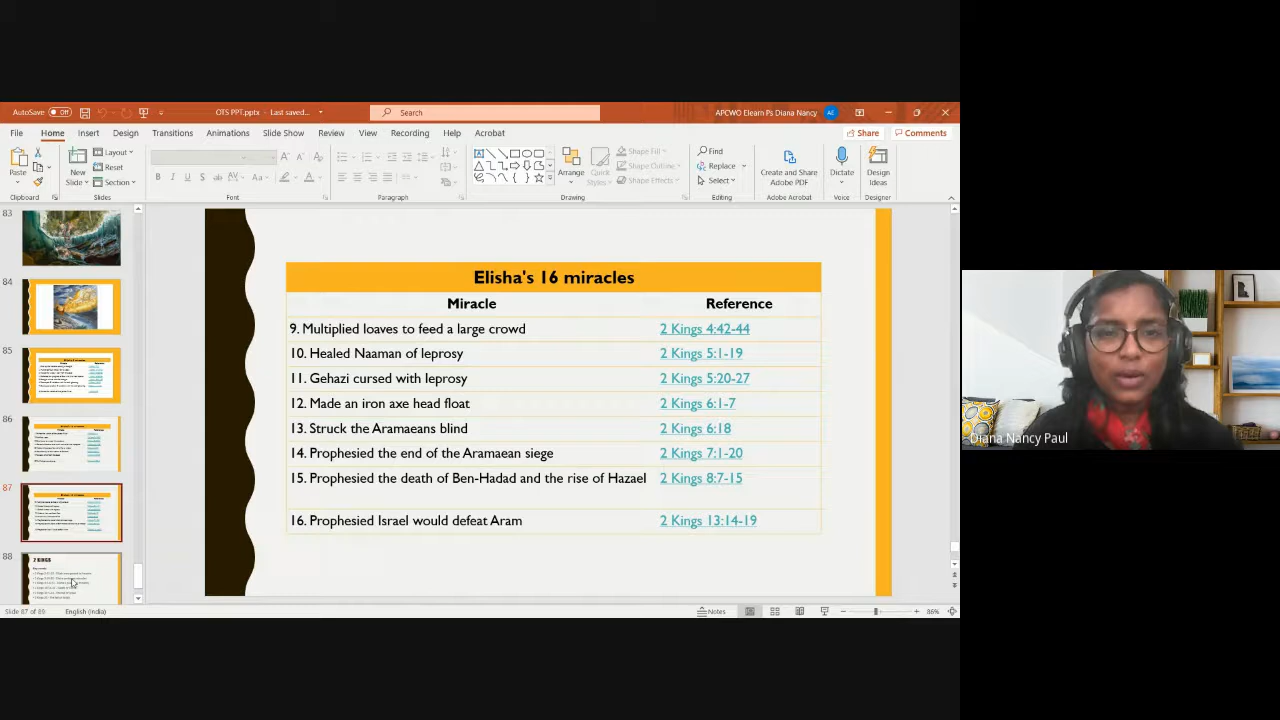 AutoSave Off OTS PPT.pptx - Last saved... Search APCWO Elearn Ps Diana Nancy AE
File Home Insert Design Transitions Animations Slide Show Review View Recording Help Acrobat Share Comments
Paste New Slide Layout Reset Section Shape Fill Shape Outline Shape Effects Arrange Quick Styles Find Replace Select Create and Share Adobe PDF Dictate Design Ideas
Clipboard Slides Font Paragraph Drawing Editing Adobe Acrobat Voice Designer
83
84
85
86
87
88
2 KINGS
Elisha's 16 miracles
Miracle Reference
9. Multiplied loaves to feed a large crowd 2 Kings 4:42-44
10. Healed Naaman of leprosy 2 Kings 5:1-19
11. Gehazi cursed with leprosy 2 Kings 5:20-27
12. Made an iron axe head float 2 Kings 6:1-7
13. Struck the Aramaeans blind 2 Kings 6:18
14. Prophesied the end of the Aramaean siege 2 Kings 7:1-20
15. Prophesied the death of Ben-Hadad and the rise of Hazael 2 Kings 8:7-15
16. Prophesied Israel would defeat Aram 2 Kings 13:14-19
Diana Nancy Paul
Slide 87 of 89 English (India) Notes 86%